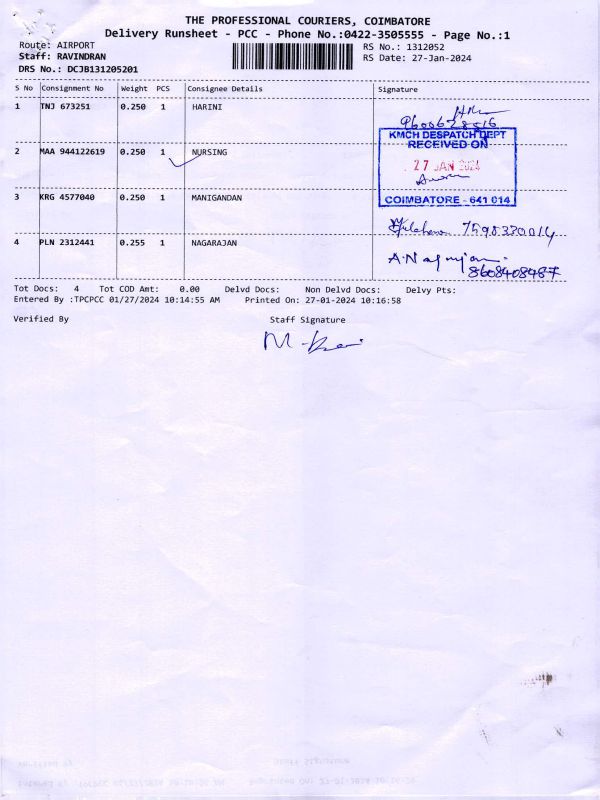 THE PROFESSIONAL COURIERS, COIMBATORE
Delivery Runsheet - PCC - Phone No.:0422-3505555 - Page No.:1
Route: AIRPORT
RS No.: 1312052
Staff: RAVINDRAN
RS Date: 27-Jan-2024
DRS No.: DCJB131205201
S No Consignment No Weight PCS Consignee Details Signature
1 TNJ 673251 0.250 1 HARINI
2 MAA 944122619 0.250 1 NURSING
KMCH DESPATCH DEPT
RECEIVED ON
27 JAN 2024
COIMBATORE - 641 014
3 KRG 4577040 0.250 1 MANIGANDAN
7598320014
4 PLN 2312441 0.255 1 NAGARAJAN
A.Nagarajan
8608408487
Tot Docs: 4 Tot COD Amt: 0.00 Delvd Docs: Non Delvd Docs: Delvy Pts:
Entered By :TPCPCC 01/27/2024 10:14:55 AM Printed On: 27-01-2024 10:16:58
Verified By Staff Signature